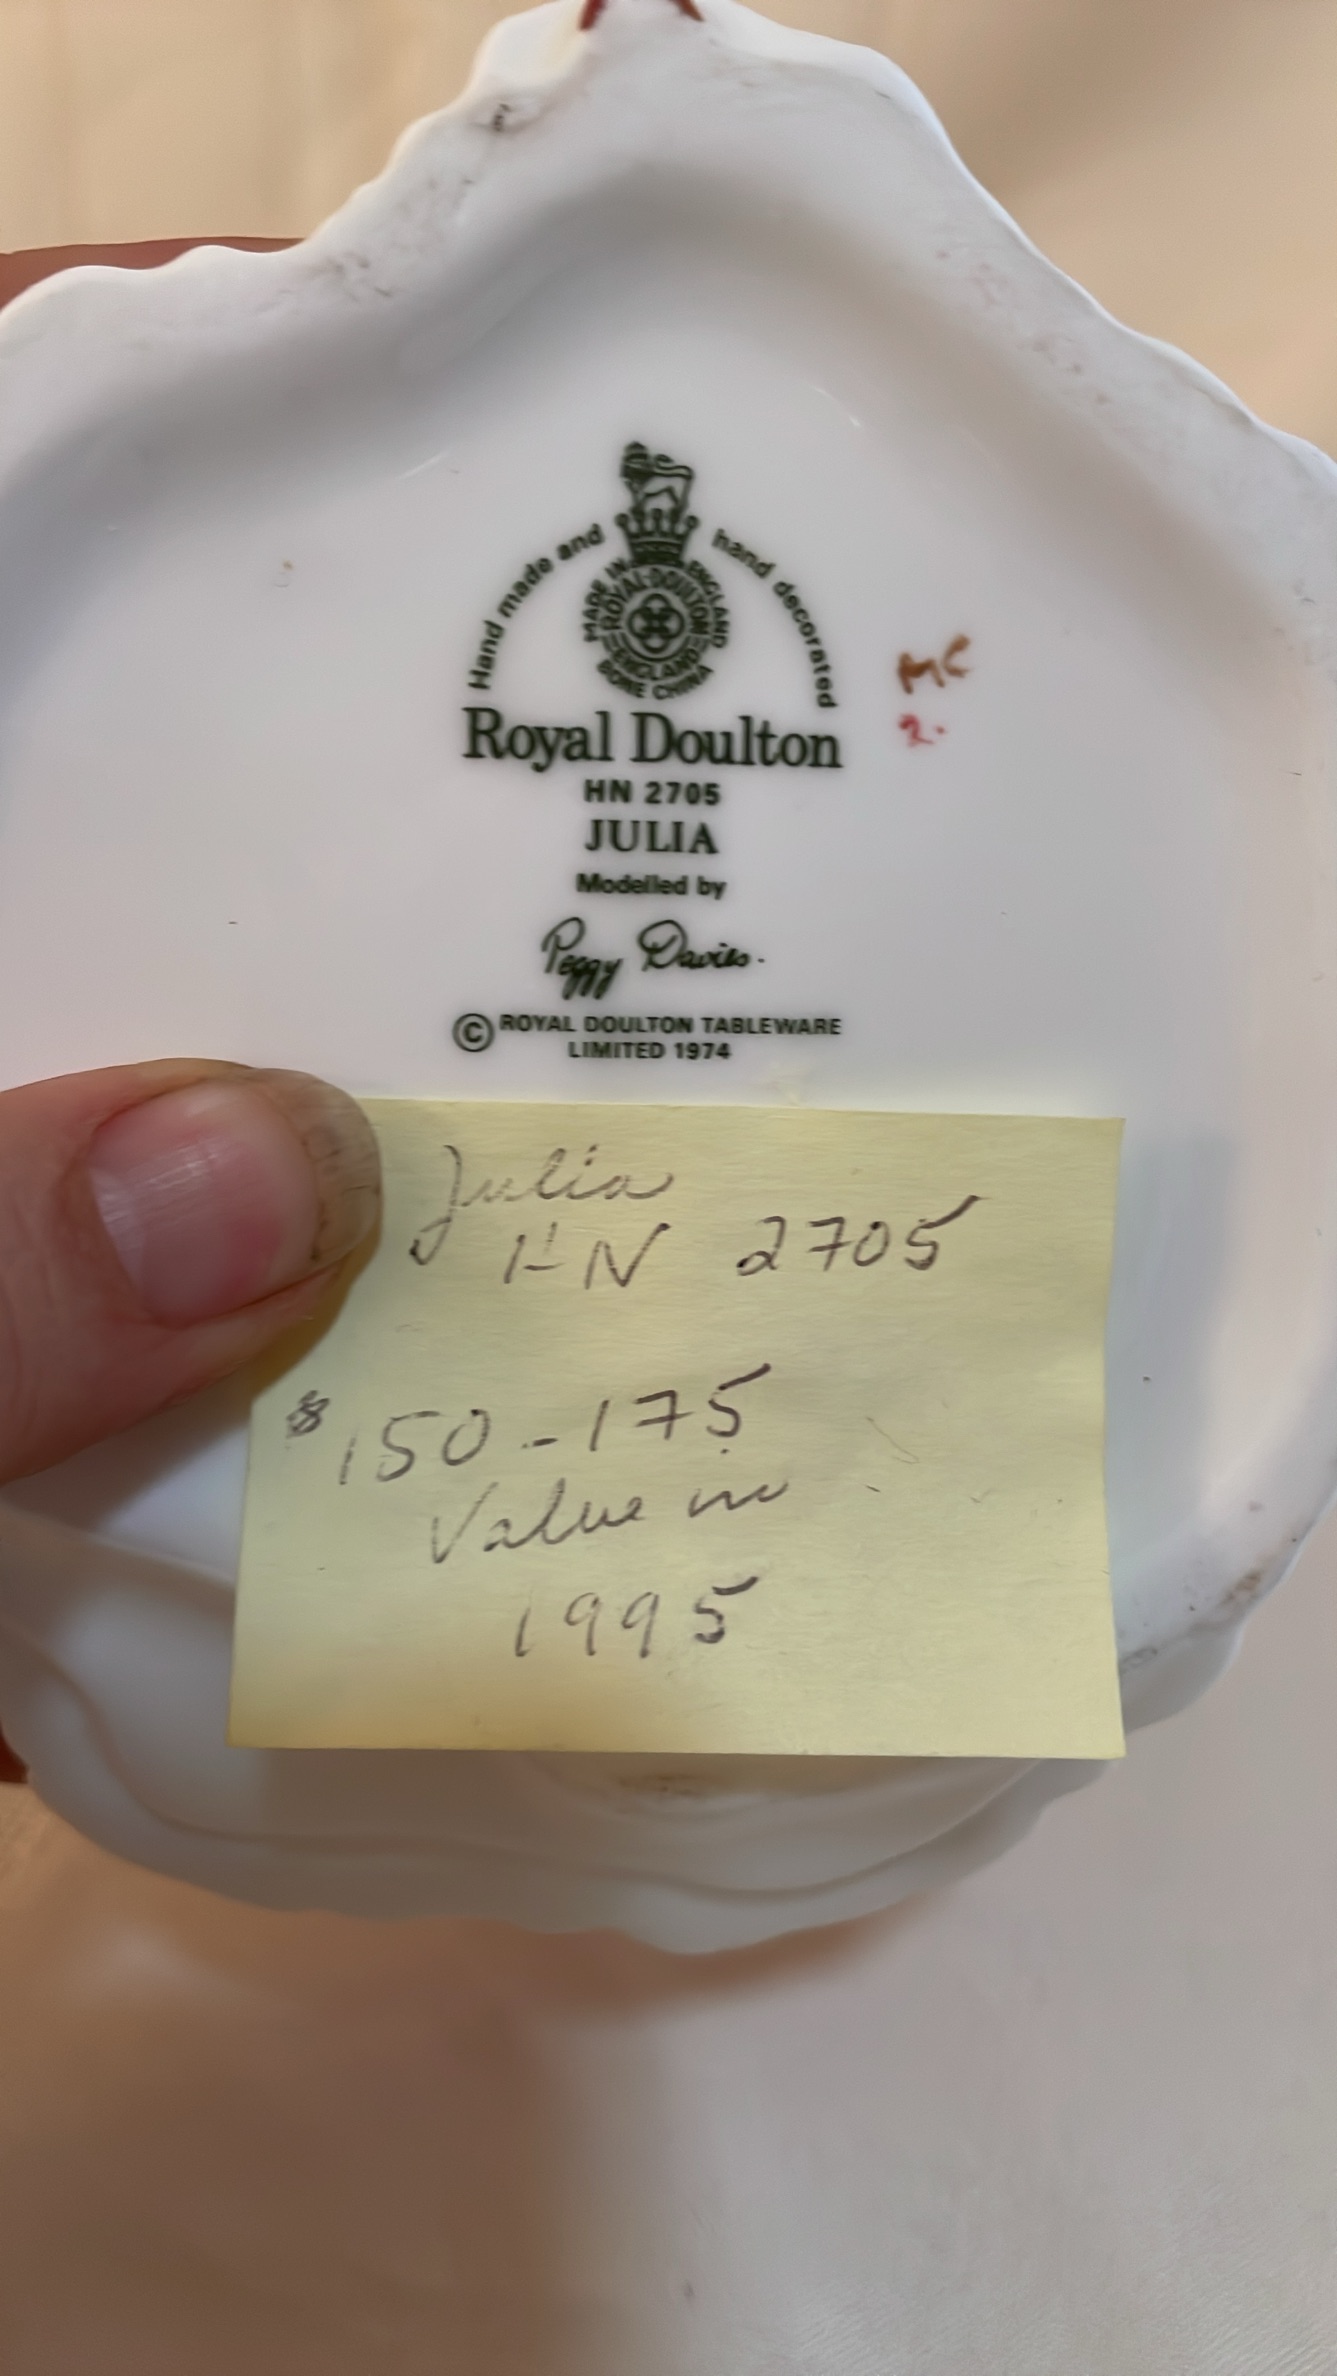 Hand made and hand decorated
MADE IN ENGLAND
ROYAL DOULTON
ENGLAND
BONE CHINA
Royal Doulton
HN 2705
JULIA
Modelled by
Peggy Davies.
© ROYAL DOULTON TABLEWARE
LIMITED 1974
MC
2.
Julia
HN 2705
$150-175
Value in
1995